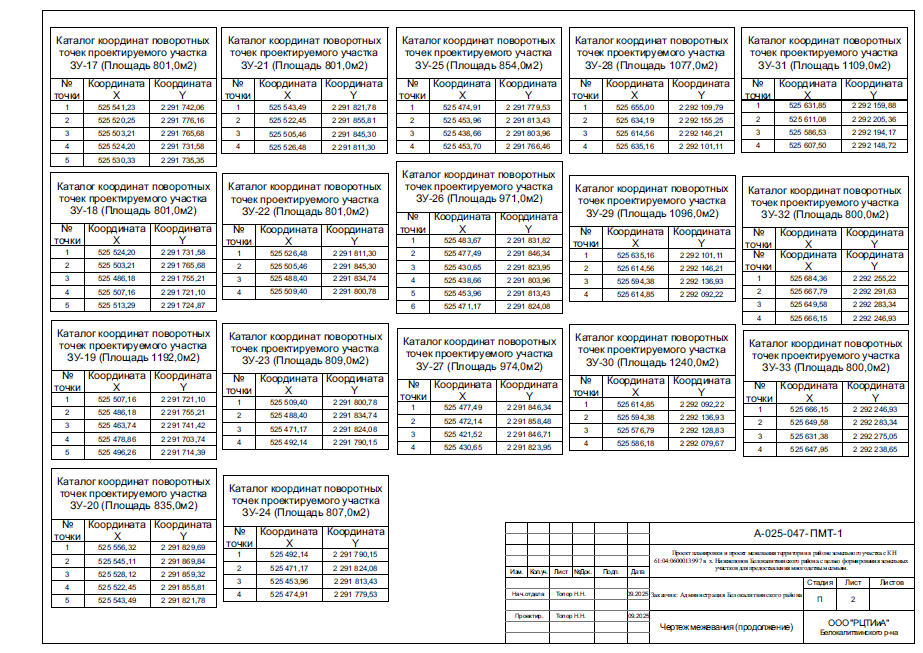 Каталог координат поворотных
точек проектируемого участка
ЗУ-17 (Площадь 801,0м2)
№ точки Координата X Координата Y
1 525 541,23 2 291 742,06
2 525 520,25 2 291 776,16
3 525 503,21 2 291 765,68
4 525 524,20 2 291 731,58
5 525 530,33 2 291 735,35
Каталог координат поворотных
точек проектируемого участка
ЗУ-18 (Площадь 801,0м2)
№ точки Координата X Координата Y
1 525 524,20 2 291 731,58
2 525 503,21 2 291 765,68
3 525 486,18 2 291 755,21
4 525 507,16 2 291 721,10
5 525 513,29 2 291 724,87
Каталог координат поворотных
точек проектируемого участка
ЗУ-19 (Площадь 1192,0м2)
№ точки Координата X Координата Y
1 525 507,16 2 291 721,10
2 525 486,18 2 291 755,21
3 525 463,74 2 291 741,42
4 525 478,86 2 291 703,74
5 525 496,26 2 291 714,39
Каталог координат поворотных
точек проектируемого участка
ЗУ-20 (Площадь 835,0м2)
№ точки Координата X Координата Y
1 525 556,32 2 291 829,69
2 525 545,11 2 291 869,84
3 525 528,12 2 291 859,32
4 525 522,45 2 291 855,81
5 525 543,49 2 291 821,78
Каталог координат поворотных
точек проектируемого участка
ЗУ-21 (Площадь 801,0м2)
№ точки Координата X Координата Y
1 525 543,49 2 291 821,78
2 525 522,45 2 291 855,81
3 525 505,46 2 291 845,30
4 525 526,48 2 291 811,30
Каталог координат поворотных
точек проектируемого участка
ЗУ-22 (Площадь 801,0м2)
№ точки Координата X Координата Y
1 525 526,48 2 291 811,30
2 525 505,46 2 291 845,30
3 525 488,40 2 291 834,74
4 525 509,40 2 291 800,78
Каталог координат поворотных
точек проектируемого участка
ЗУ-23 (Площадь 809,0м2)
№ точки Координата X Координата Y
1 525 509,40 2 291 800,78
2 525 488,40 2 291 834,74
3 525 471,17 2 291 824,08
4 525 492,14 2 291 790,15
Каталог координат поворотных
точек проектируемого участка
ЗУ-24 (Площадь 807,0м2)
№ точки Координата X Координата Y
1 525 492,14 2 291 790,15
2 525 471,17 2 291 824,08
3 525 453,96 2 291 813,43
4 525 474,91 2 291 779,53
Каталог координат поворотных
точек проектируемого участка
ЗУ-25 (Площадь 854,0м2)
№ точки Координата X Координата Y
1 525 474,91 2 291 779,53
2 525 453,96 2 291 813,43
3 525 438,66 2 291 803,96
4 525 453,70 2 291 766,46
Каталог координат поворотных
точек проектируемого участка
ЗУ-26 (Площадь 971,0м2)
№ точки Координата X Координата Y
1 525 483,67 2 291 831,82
2 525 477,49 2 291 846,34
3 525 430,65 2 291 823,95
4 525 438,66 2 291 803,96
5 525 453,96 2 291 813,43
6 525 471,17 2 291 824,08
Каталог координат поворотных
точек проектируемого участка
ЗУ-27 (Площадь 974,0м2)
№ точки Координата X Координата Y
1 525 477,49 2 291 846,34
2 525 472,14 2 291 858,48
3 525 421,52 2 291 846,71
4 525 430,65 2 291 823,95
Каталог координат поворотных
точек проектируемого участка
ЗУ-28 (Площадь 1077,0м2)
№ точки Координата X Координата Y
1 525 655,00 2 292 109,79
2 525 634,19 2 292 155,25
3 525 614,56 2 292 146,21
4 525 635,16 2 292 101,11
Каталог координат поворотных
точек проектируемого участка
ЗУ-29 (Площадь 1096,0м2)
№ точки Координата X Координата Y
1 525 635,16 2 292 101,11
2 525 614,56 2 292 146,21
3 525 594,38 2 292 136,93
4 525 614,85 2 292 092,22
Каталог координат поворотных
точек проектируемого участка
ЗУ-30 (Площадь 1240,0м2)
№ точки Координата X Координата Y
1 525 614,85 2 292 092,22
2 525 594,38 2 292 136,93
3 525 576,79 2 292 128,83
4 525 586,18 2 292 079,67
Каталог координат поворотных
точек проектируемого участка
ЗУ-31 (Площадь 1109,0м2)
№ точки Координата X Координата Y
1 525 631,85 2 292 159,88
2 525 611,08 2 292 205,36
3 525 586,53 2 292 194,17
4 525 607,50 2 292 148,72
Каталог координат поворотных
точек проектируемого участка
ЗУ-32 (Площадь 800,0м2)
№ точки Координата X Координата Y
№ точки Координата X Координата Y
1 525 684,36 2 292 255,22
2 525 667,79 2 292 291,63
3 525 649,58 2 292 283,34
4 525 666,15 2 292 246,93
Каталог координат поворотных
точек проектируемого участка
ЗУ-33 (Площадь 800,0м2)
№ точки Координата X Координата Y
1 525 666,15 2 292 246,93
2 525 649,58 2 292 283,34
3 525 631,38 2 292 275,05
4 525 647,95 2 292 238,65
А-025-047-ПМТ-1
Проект планировки и проект межевания территории в районе земельного участка с КН
61:04:0600013:997 в х. Насонтов Белокалитвинского района с целью формирования земельных
участков для предоставления многодетным семьям.
Изм. Колуч. Лист №Док. Подп. Дата
Нач.отдела Топор Н.Н. 09.2025
Заказчик: Администрация Белокалитвинского района
Стадия Лист Листов
П 2
Проектир. Топор Н.Н. 09.2025
Чертеж межевания (продолжение)
ООО "РЦТИиА"
Белокалитвинского р-на